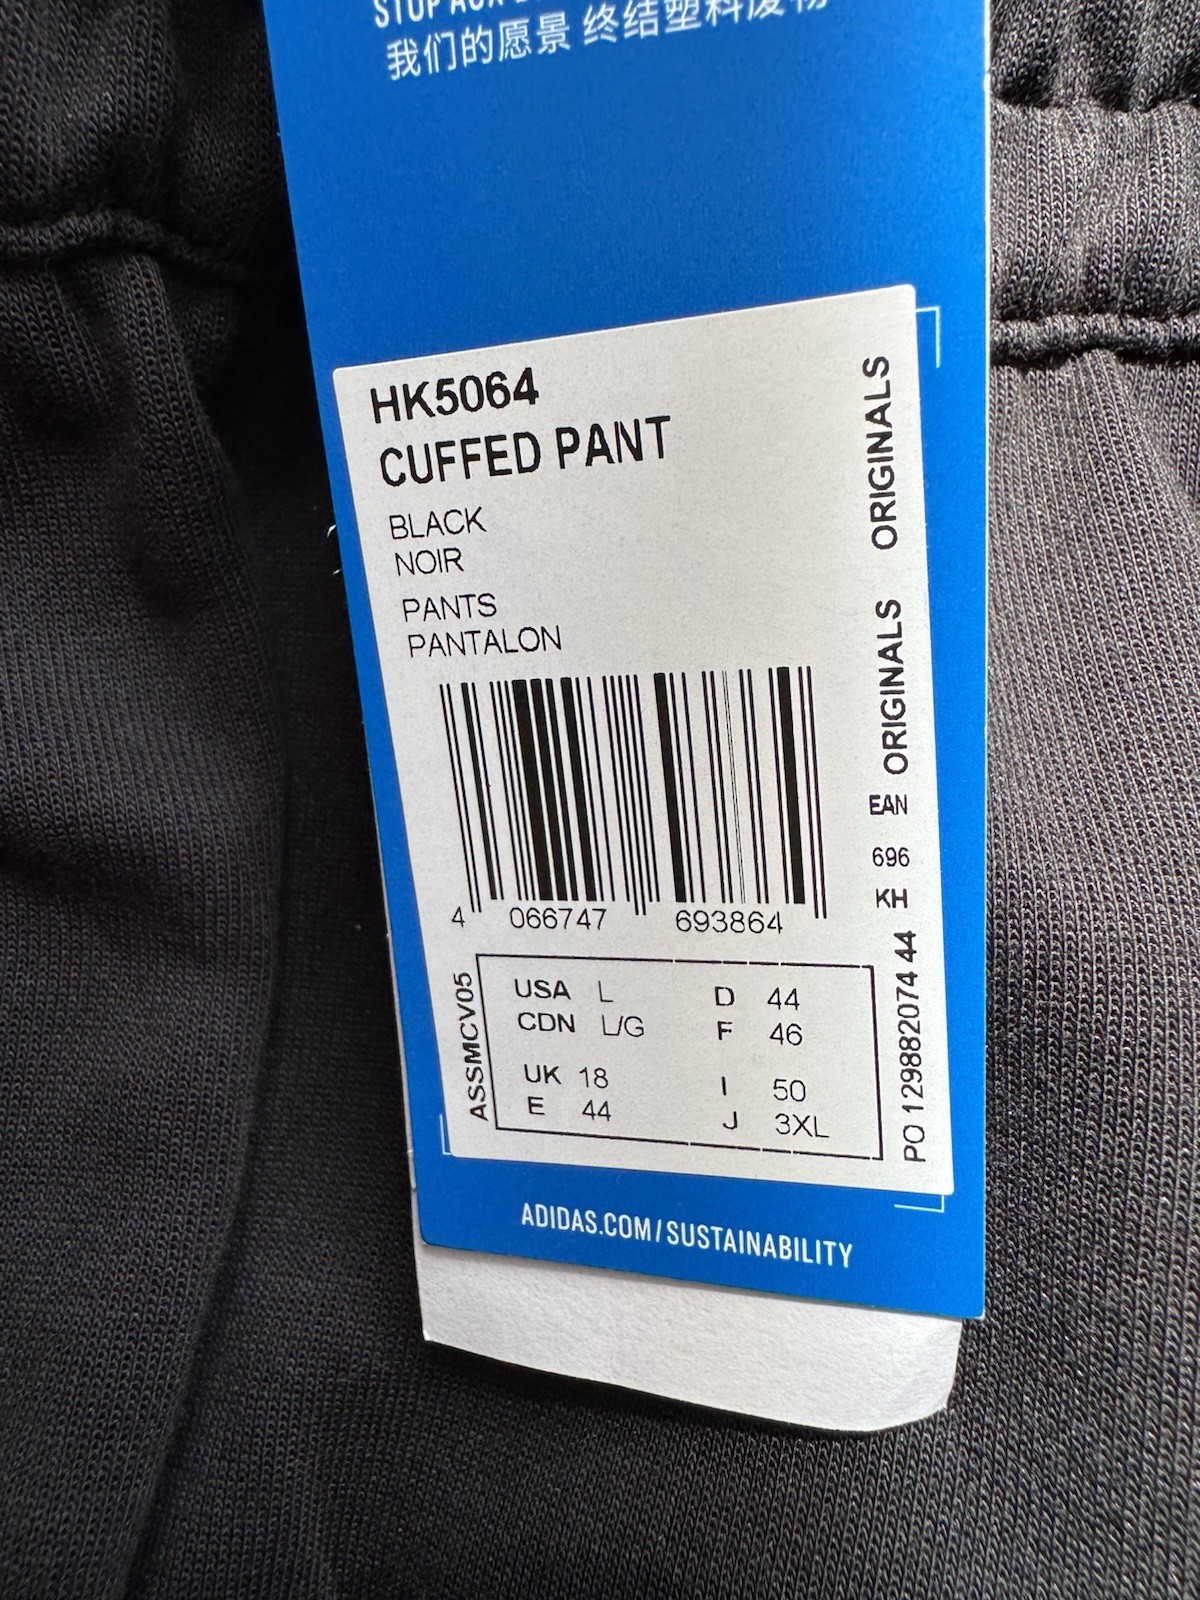 STOP AUX
我们的愿景 终结塑料废物
HK5064
CUFFED PANT
BLACK
NOIR
PANTS
PANTALON
4 066747 693864
USA L D 44
CDN L/G F 46
UK 18 I 50
E 44 J 3XL
ASSMCV05
PO 129882074 44 KH 696 EAN ORIGINALS ORIGINALS
ADIDAS.COM/SUSTAINABILITY